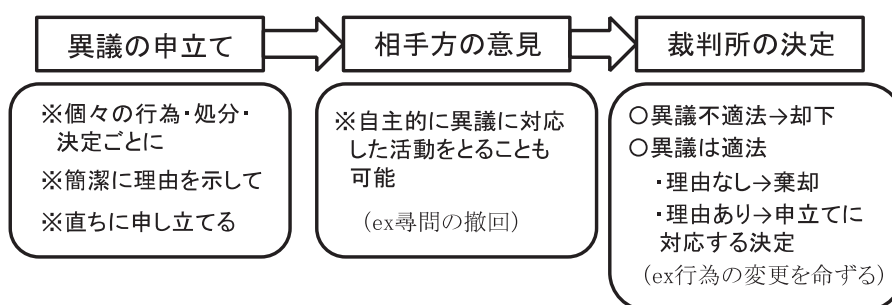 異議の申立て
相手方の意見
裁判所の決定
※個々の行為・処分・
決定ごとに
※簡潔に理由を示して
※直ちに申し立てる
※自主的に異議に対応
した活動をとることも
可能
（ex尋問の撤回）
○異議不適法→却下
○異議は適法
・理由なし→棄却
・理由あり→申立てに
対応する決定
（ex行為の変更を命ずる）